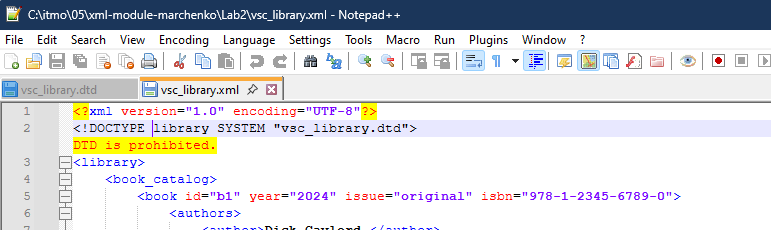 C:\itmo\05\xml-module-marchenko\Lab2\vsc_library.xml - Notepad++
File Edit Search View Encoding Language Settings Tools Macro Run Plugins Window ?
vsc_library.dtd vsc_library.xml
1 <?xml version="1.0" encoding="UTF-8"?>
2 <!DOCTYPE library SYSTEM "vsc_library.dtd">
DTD is prohibited.
3 <library>
4 <book_catalog>
5 <book id="b1" year="2024" issue="original" isbn="978-1-2345-6789-0">
6 <authors>
7 <author>Dick Gaylord </author>